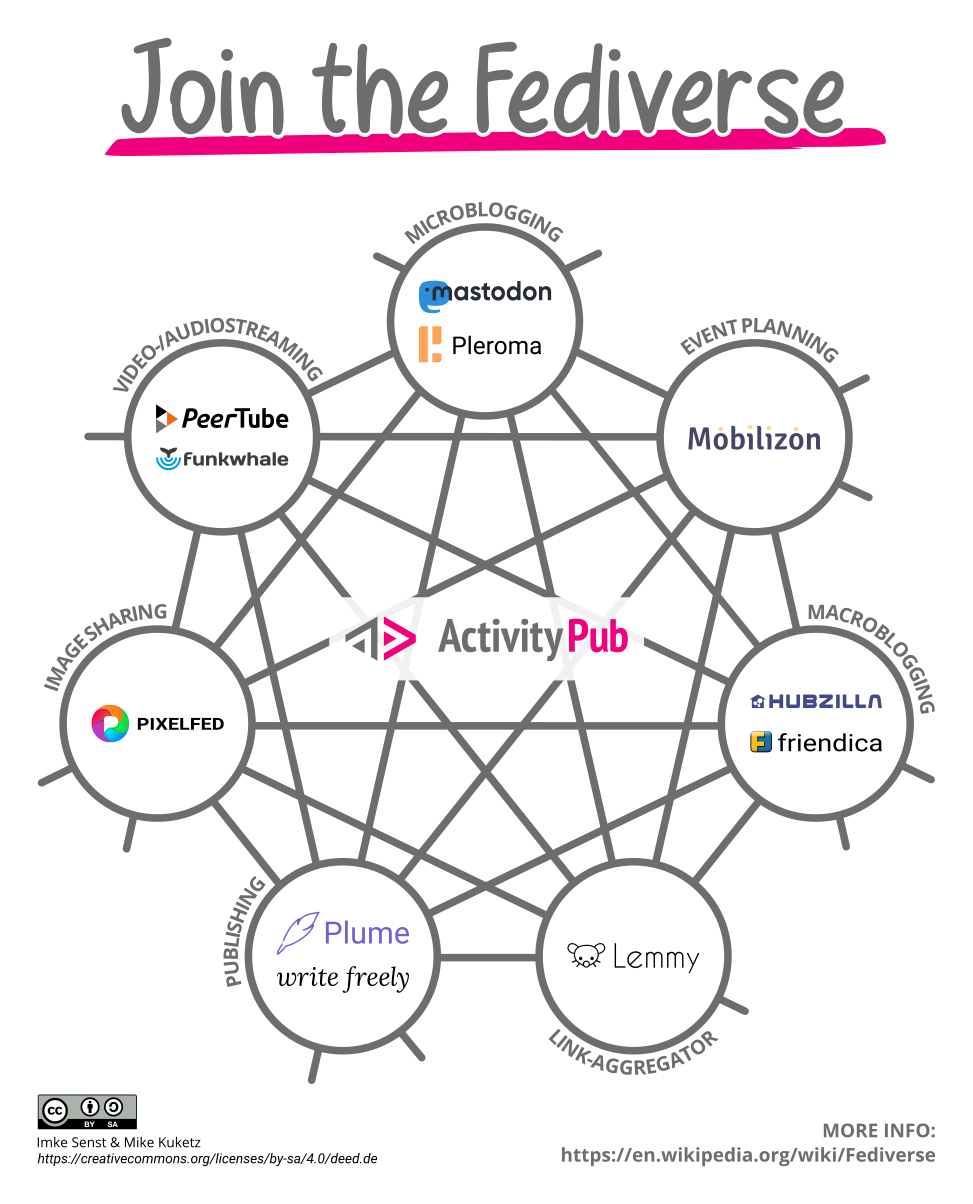 Join the Fediverse
MICROBLOGGING
mastodon
Pleroma
VIDEO-/AUDIOSTREAMING
PeerTube
funkwhale
EVENT PLANNING
Mobilizon
ActivityPub
IMAGE SHARING
PIXELFED
MACROBLOGGING
HUBZILLA
friendica
PUBLISHING
Plume
write freely
Lemmy
LINK-AGGREGATOR
cc
BY SA
Imke Senst & Mike Kuketz
https://creativecommons.org/licenses/by-sa/4.0/deed.de
MORE INFO:
https://en.wikipedia.org/wiki/Fediverse